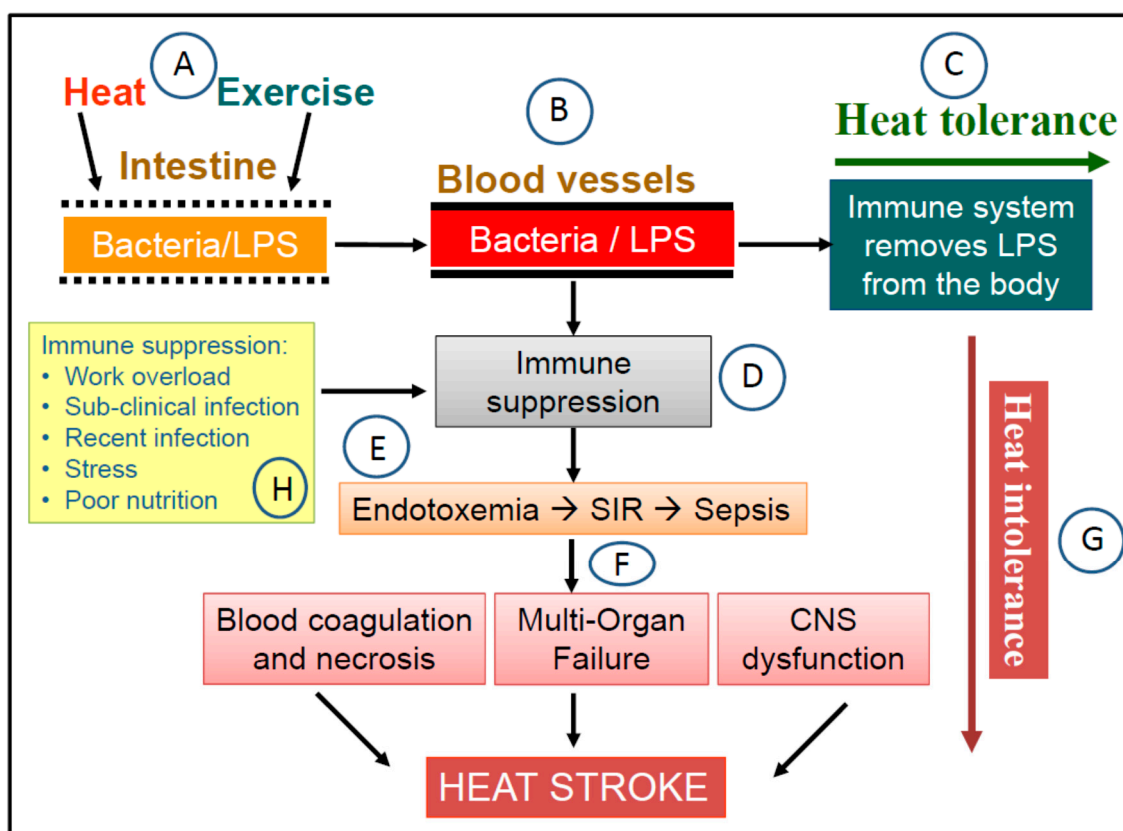 A
Heat Exercise
Intestine
Bacteria/LPS
B
Blood vessels
Bacteria / LPS
C
Heat tolerance
Immune system
removes LPS
from the body
Immune suppression:
• Work overload
• Sub-clinical infection
• Recent infection
• Stress
• Poor nutrition
H
Immune
suppression
D
E
Endotoxemia → SIR → Sepsis
F
Blood coagulation
and necrosis
Multi-Organ
Failure
CNS
dysfunction
Heat intolerance
G
HEAT STROKE